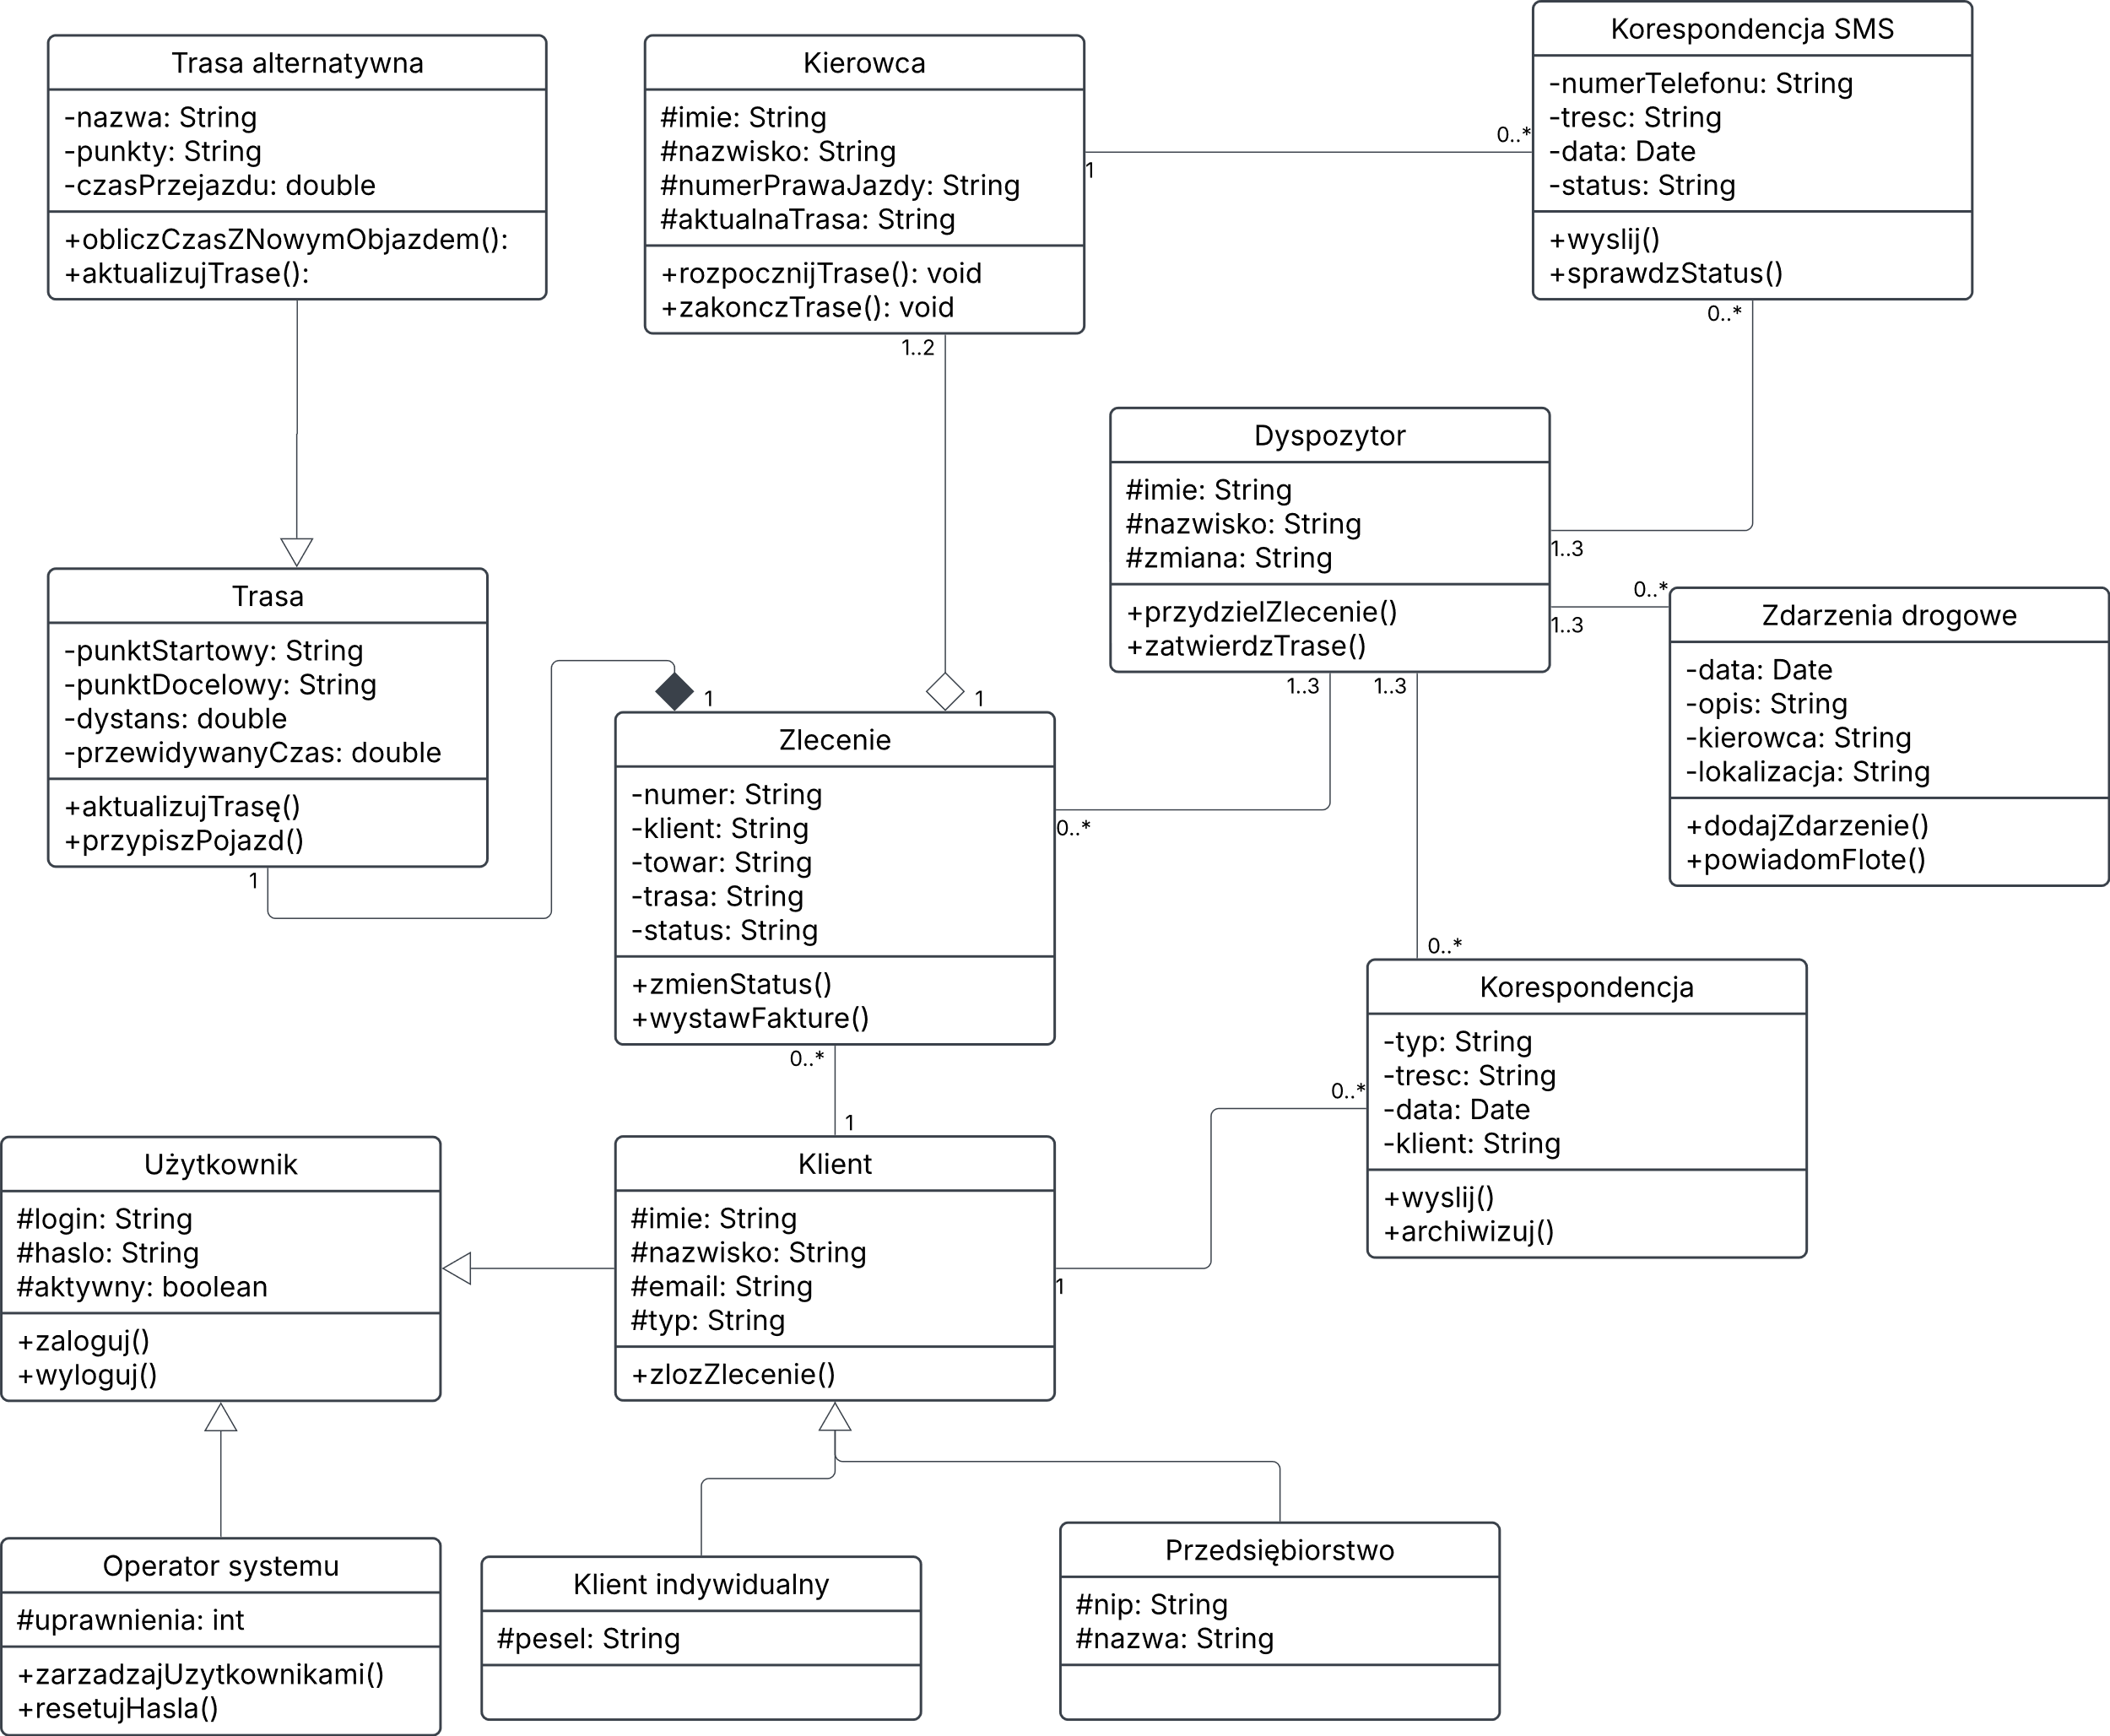 Trasa alternatywna
-nazwa: String
-punkty: String
-czasPrzejazdu: double
+obliczCzasZNowymObjazdem():
+aktualizujTrase():
Kierowca
#imie: String
#nazwisko: String
#numerPrawaJazdy: String
#aktualnaTrasa: String
+rozpocznijTrase(): void
+zakonczTrase(): void
1
0..*
1..2
Korespondencja SMS
-numerTelefonu: String
-tresc: String
-data: Date
-status: String
+wyslij()
+sprawdzStatus()
0..*
Dyspozytor
#imie: String
#nazwisko: String
#zmiana: String
+przydzielZlecenie()
+zatwierdzTrase()
1..3
1..3
0..*
1..3
1..3
Zdarzenia drogowe
-data: Date
-opis: String
-kierowca: String
-lokalizacja: String
+dodajZdarzenie()
+powiadomFlote()
Trasa
-punktStartowy: String
-punktDocelowy: String
-dystans: double
-przewidywanyCzas: double
+aktualizujTrasę()
+przypiszPojazd()
1
1
1
Zlecenie
-numer: String
-klient: String
-towar: String
-trasa: String
-status: String
+zmienStatus()
+wystawFakture()
0..*
0..*
1
0..*
Korespondencja
-typ: String
-tresc: String
-data: Date
-klient: String
+wyslij()
+archiwizuj()
0..*
1
Użytkownik
#login: String
#haslo: String
#aktywny: boolean
+zaloguj()
+wyloguj()
Klient
#imie: String
#nazwisko: String
#email: String
#typ: String
+zlozZlecenie()
Operator systemu
#uprawnienia: int
+zarzadzajUzytkownikami()
+resetujHasla()
Klient indywidualny
#pesel: String
Przedsiębiorstwo
#nip: String
#nazwa: String